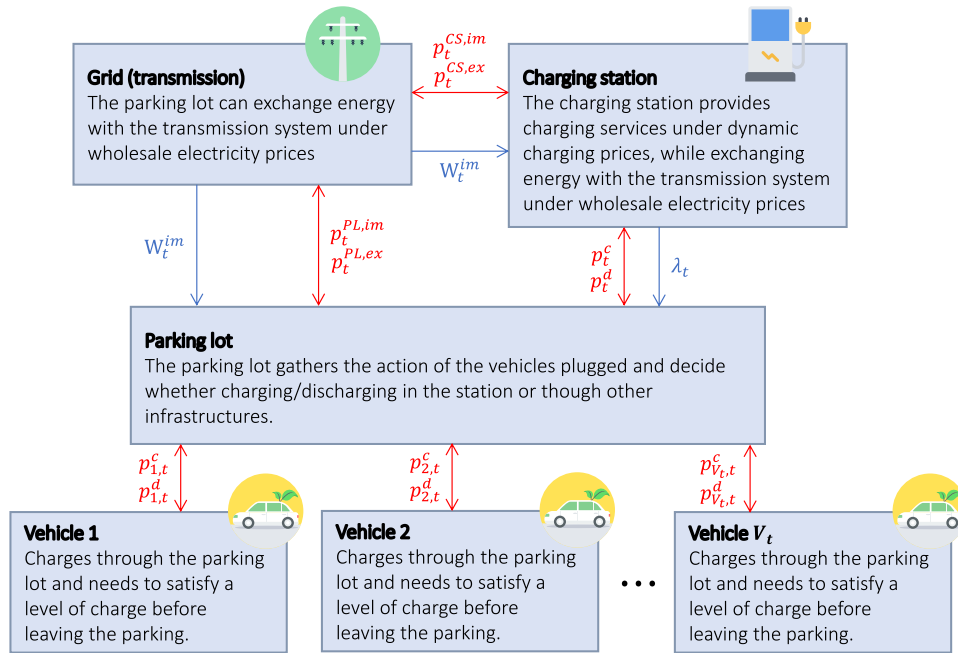 Grid (transmission)
The parking lot can exchange energy
with the transmission system under
wholesale electricity prices
p_t^{CS,im}
p_t^{CS,ex}
W_t^{im}
Charging station
The charging station provides
charging services under dynamic
charging prices, while exchanging
energy with the transmission system
under wholesale electricity prices
W_t^{im}
p_t^{PL,im}
p_t^{PL,ex}
p_t^c
p_t^d
λ_t
Parking lot
The parking lot gathers the action of the vehicles plugged and decide
whether charging/discharging in the station or though other
infrastructures.
p_{1,t}^c
p_{1,t}^d
p_{2,t}^c
p_{2,t}^d
p_{V_t,t}^c
p_{V_t,t}^d
Vehicle 1
Charges through the parking
lot and needs to satisfy a
level of charge before
leaving the parking.
Vehicle 2
Charges through the parking
lot and needs to satisfy a
level of charge before
leaving the parking.
...
Vehicle V_t
Charges through the parking
lot and needs to satisfy a
level of charge before
leaving the parking.